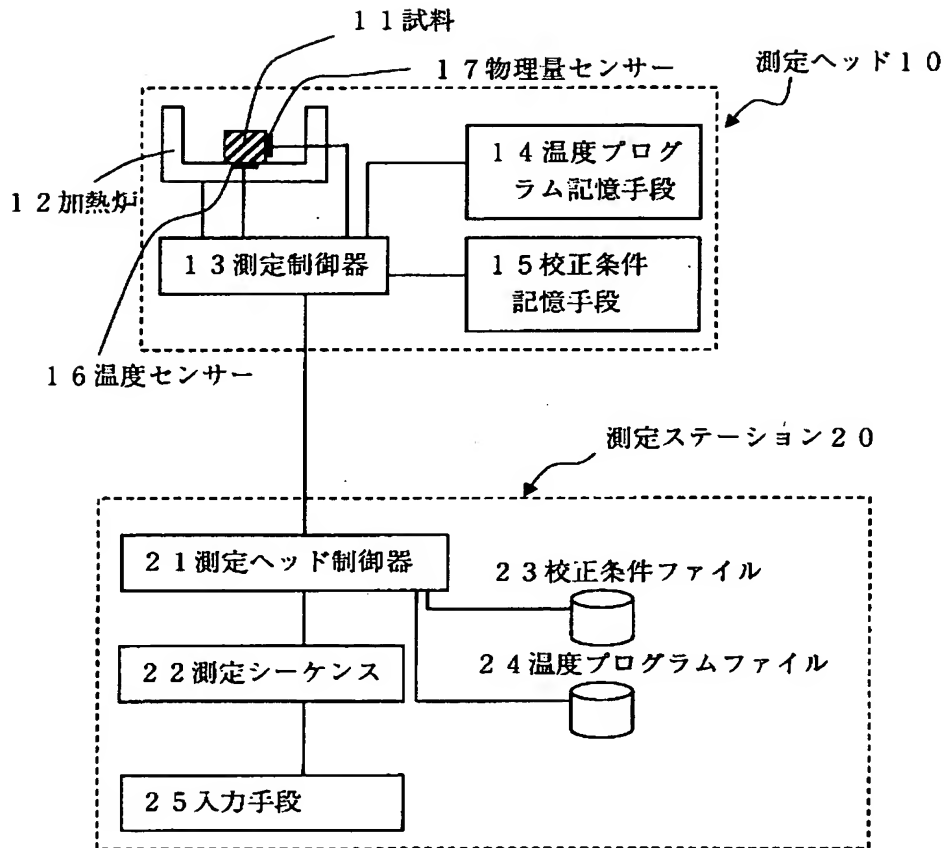 １１試料
１７物理量センサー
測定ヘッド１０
１４温度プログ
ラム記憶手段
１２加熱炉
１３測定制御器
１５校正条件
記憶手段
１６温度センサー
測定ステーション２０
２１測定ヘッド制御器
２３校正条件ファイル
２２測定シーケンス
２４温度プログラムファイル
２５入力手段